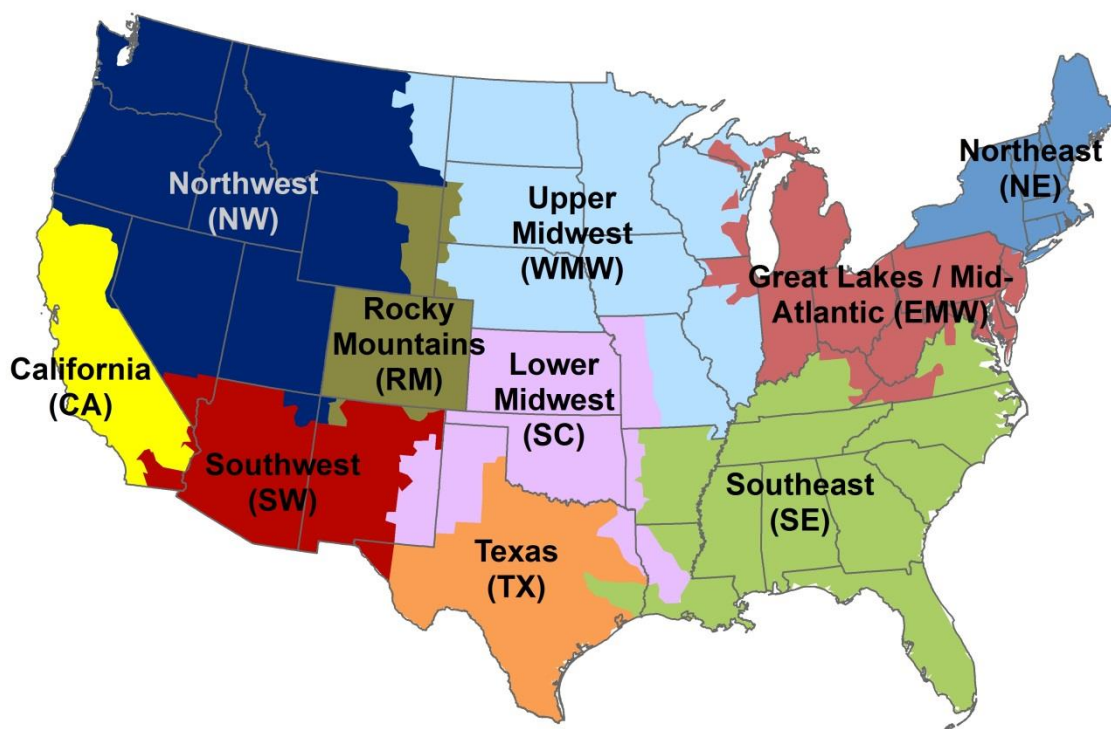 Northwest
(NW)
Upper
Midwest
(WMW)
Northeast
(NE)
Great Lakes / Mid-
Atlantic (EMW)
Rocky
Mountains
(RM)
California
(CA)
Lower
Midwest
(SC)
Southwest
(SW)
Southeast
(SE)
Texas
(TX)